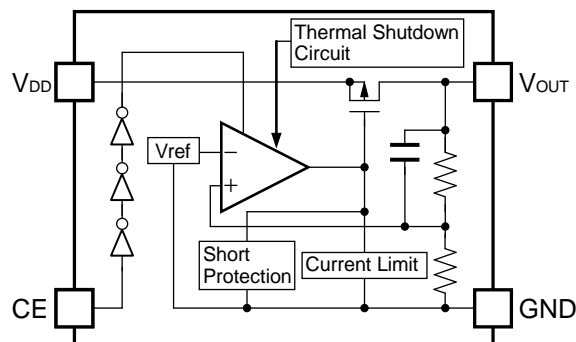 Thermal Shutdown
Circuit
VDD
VOUT
Vref
−
+
Short
Protection
Current Limit
CE
GND